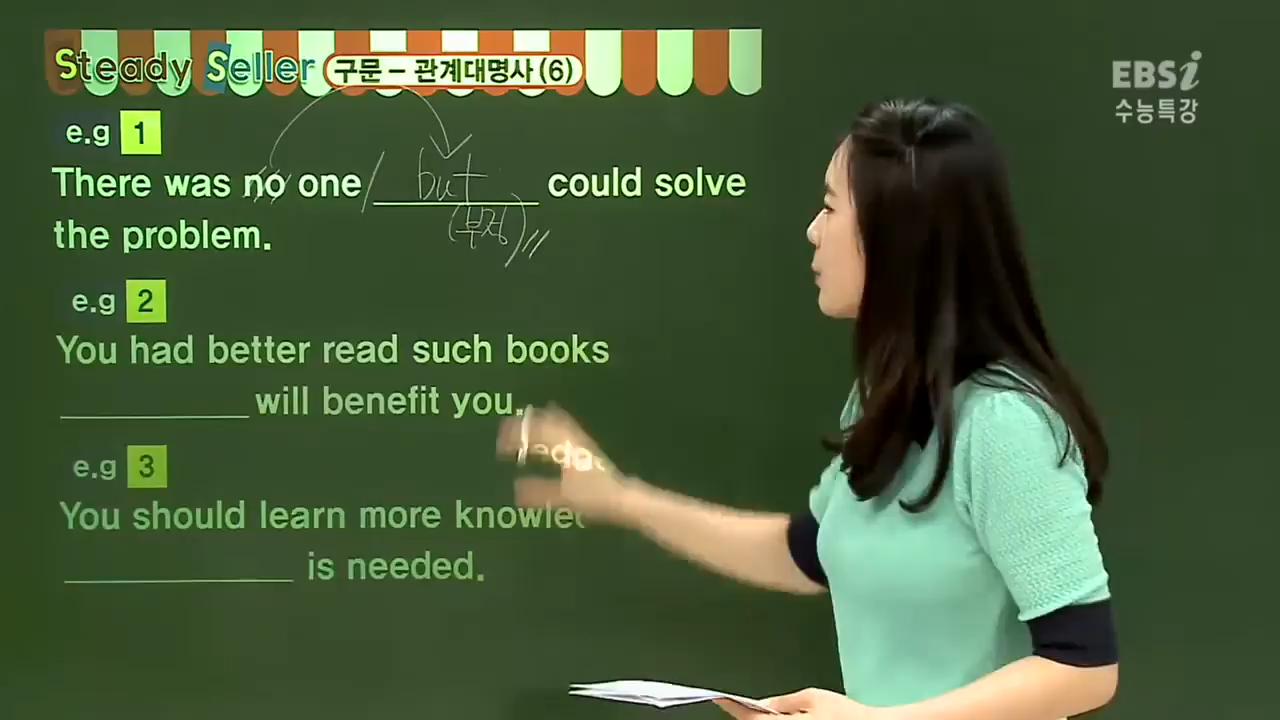 Steady Seller 구문 - 관계대명사 (6)
EBSi
수능특강
e.g 1
There was no one / but could solve
(부정)
the problem.
e.g 2
You had better read such books
will benefit you.
e.g 3
You should learn more
is needed.